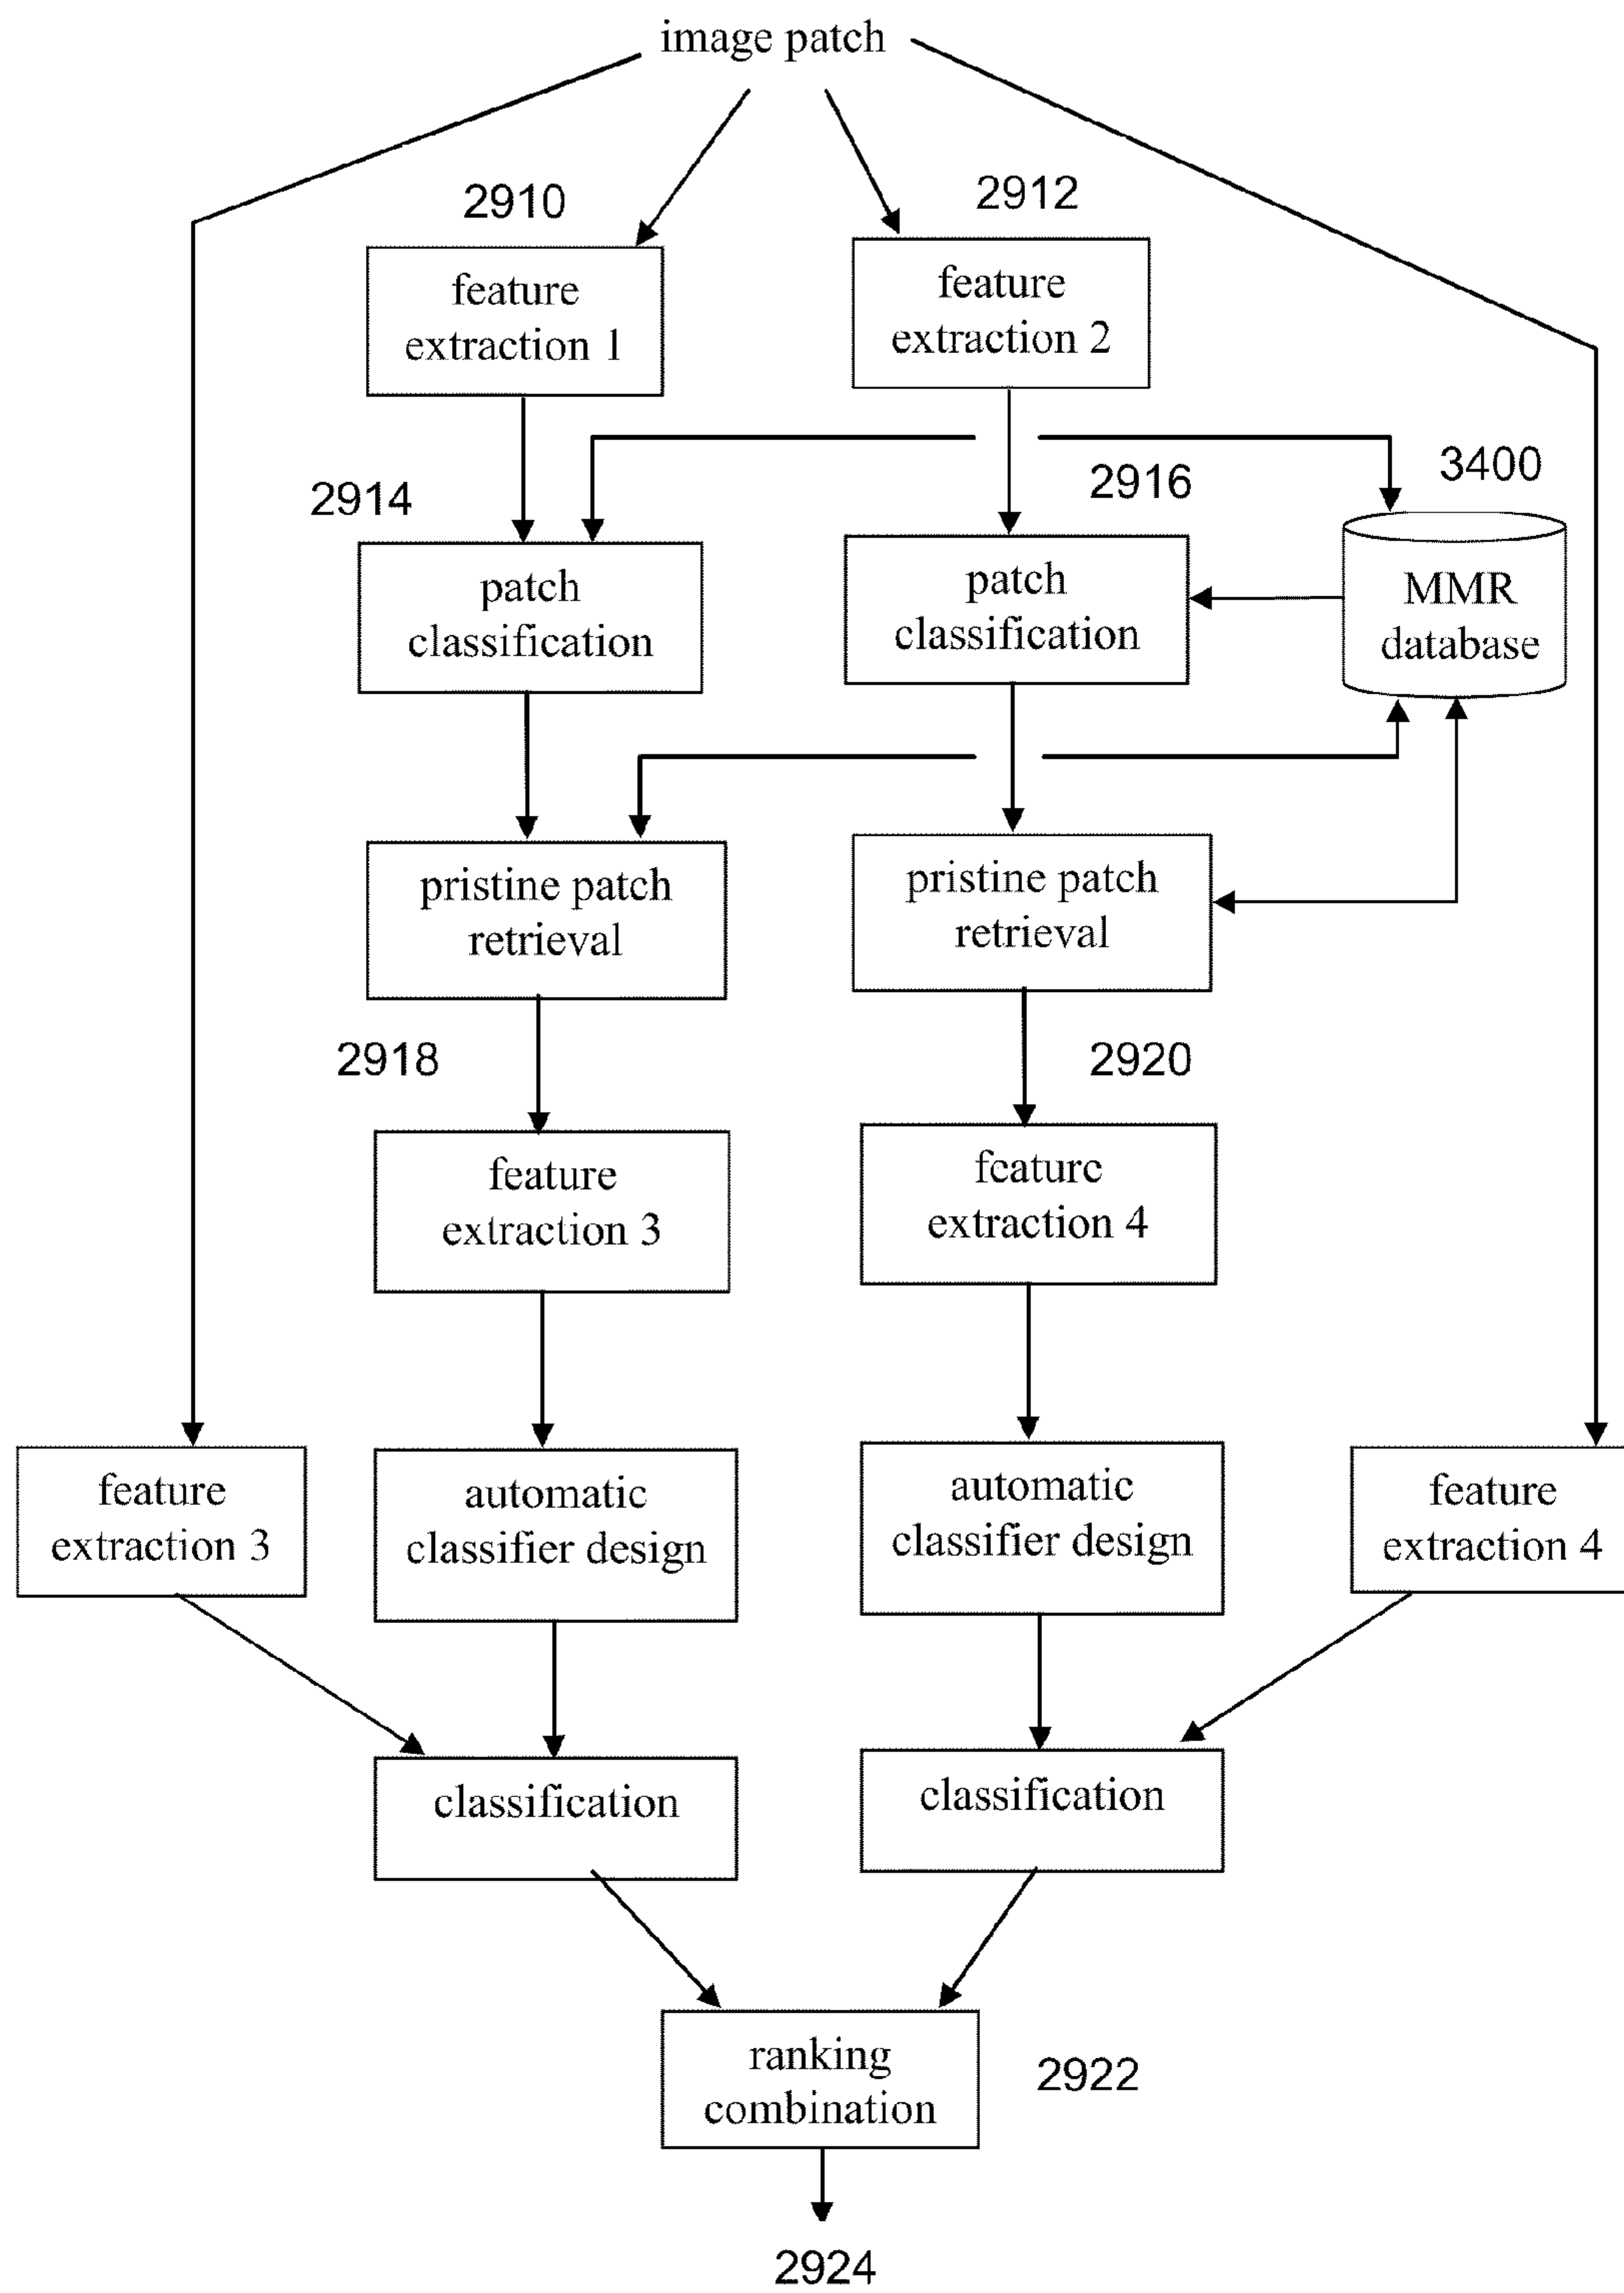 image patch
2910
2912
feature
extraction 1
feature
extraction 2
2914
2916
3400
patch
classification
patch
classification
MMR
database
pristine patch
retrieval
pristine patch
retrieval
2918
2920
feature
extraction 3
feature
extraction 4
feature
extraction 3
automatic
classifier design
automatic
classifier design
feature
extraction 4
classification
classification
ranking
combination
2922
2924